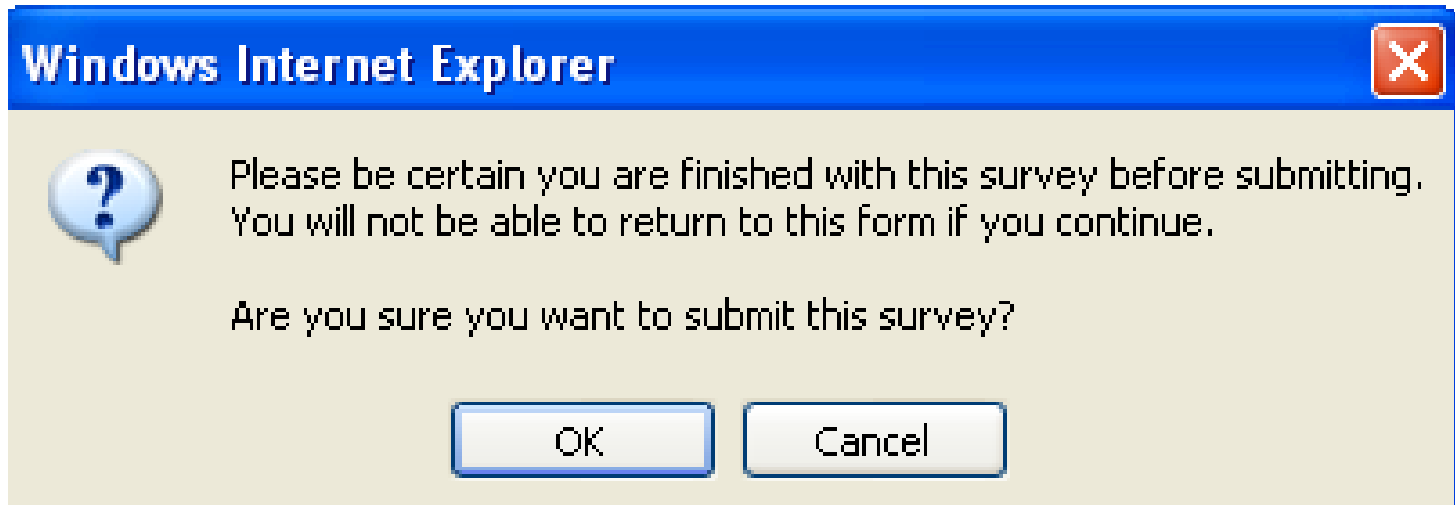 Windows Internet Explorer
Please be certain you are finished with this survey before submitting.
You will not be able to return to this form if you continue.
Are you sure you want to submit this survey?
OK
Cancel